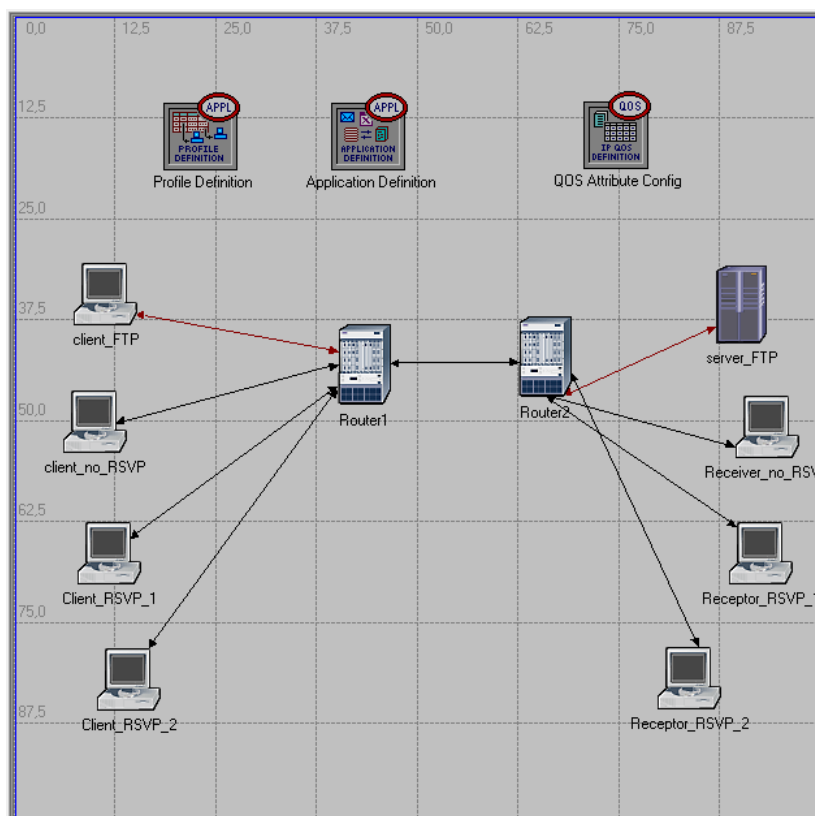 0,0 12,5 25,0 37,5 50,0 62,5 75,0 87,5
12,5
APPL
PROFILE
DEFINITION
Profile Definition
APPL
APPLICATION
DEFINITION
Application Definition
QOS
IP QOS
DEFINITION
QOS Attribute Config
25,0
37,5
client_FTP
Router1
Router2
server_FTP
50,0
client_no_RSVP
Receiver_no_RSV
62,5
Client_RSVP_1
Receptor_RSVP_1
75,0
Client_RSVP_2
Receptor_RSVP_2
87,5